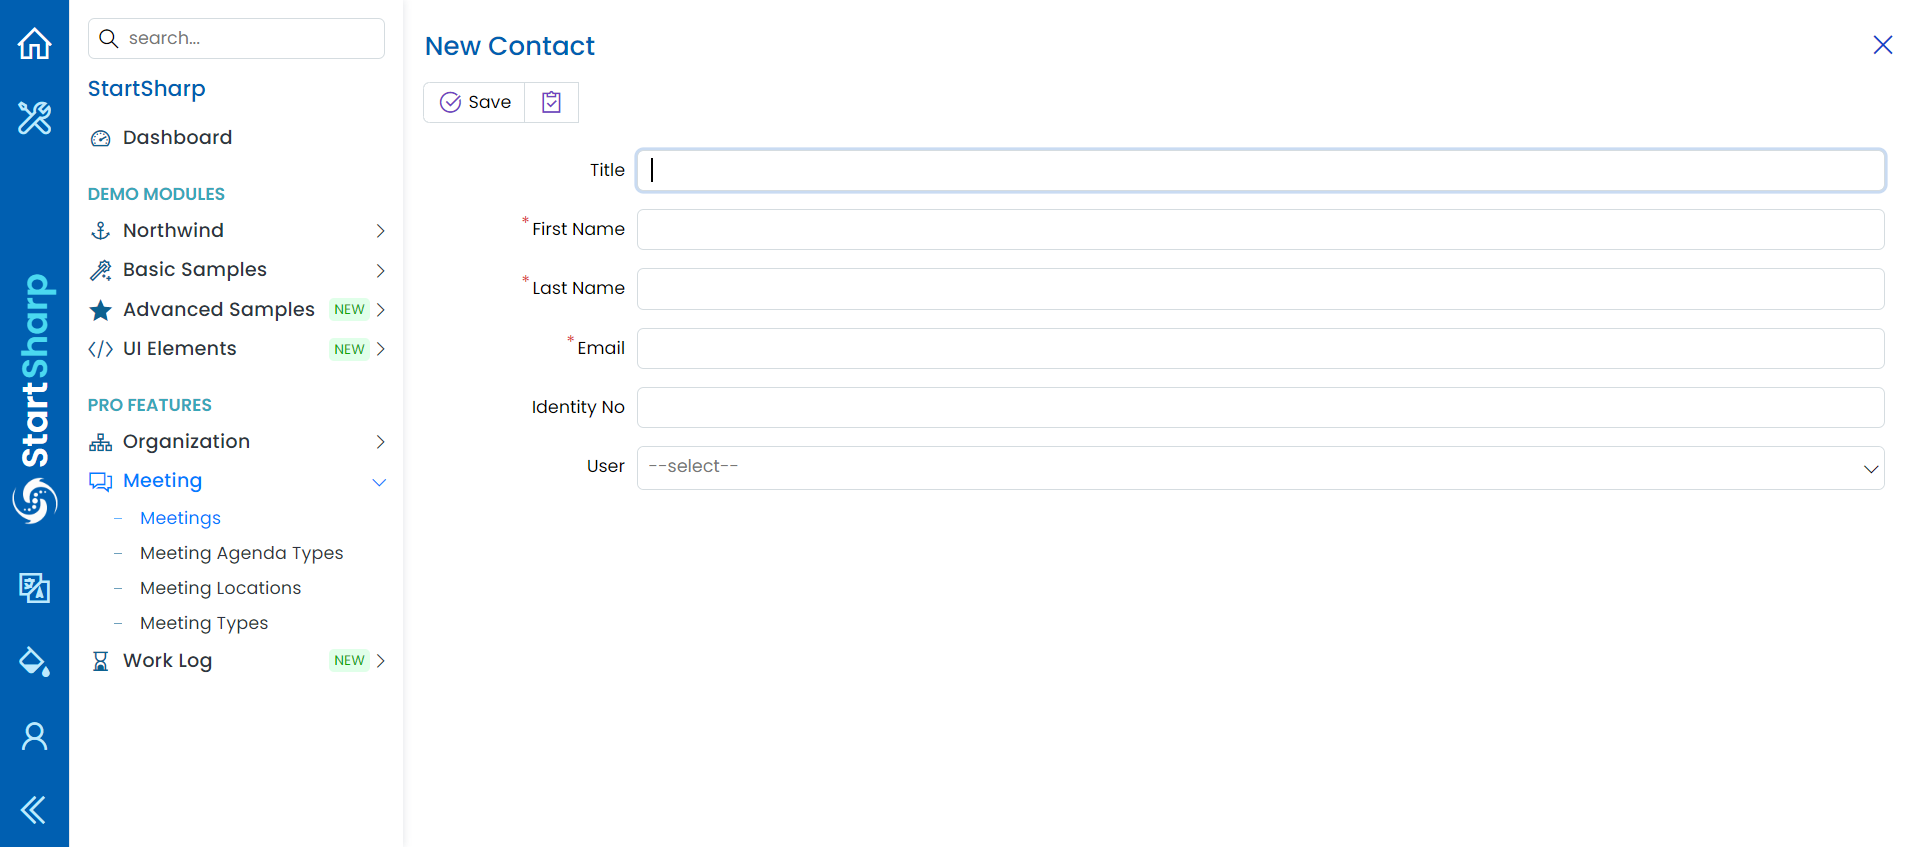 search...
StartSharp
Dashboard
DEMO MODULES
Northwind
Basic Samples
Advanced Samples NEW
UI Elements NEW
PRO FEATURES
Organization
Meeting
Meetings
Meeting Agenda Types
Meeting Locations
Meeting Types
Work Log NEW
StartSharp
New Contact
Save
Title
*First Name
*Last Name
*Email
Identity No
User --select--